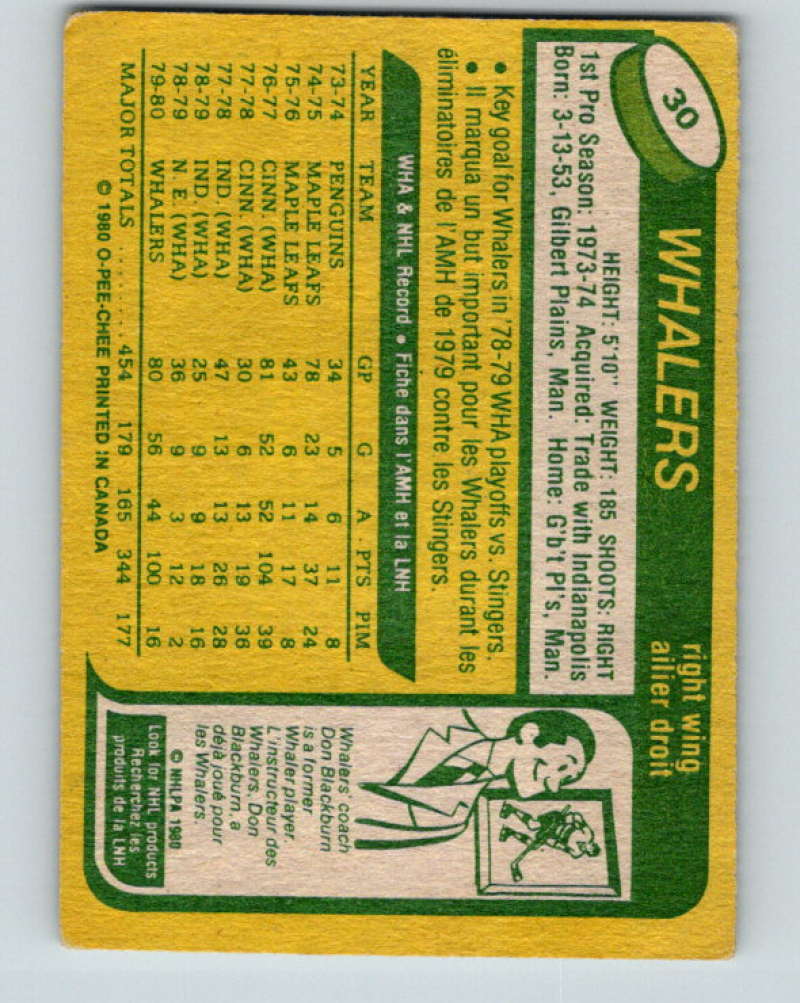 30
WHALERS
right wing
ailier droit
HEIGHT: 5'10" WEIGHT: 185 SHOOTS: RIGHT
1st Pro Season: 1973-74 Acquired: Trade with Indianapolis
Born: 3-13-53, Gilbert Plains, Man. Home: G'b't Pl's, Man.
• Key goal for Whalers in '78-79 WHA playoffs vs. Stingers.
• Il marqua un but important pour les Whalers durant les
éliminatoires de l'AMH de 1979 contre les Stingers.
WHA & NHL Record • Fiche dans l'AMH et la LNH
YEAR TEAM GP G A PTS PIM
73-74 PENGUINS 34 5 6 11 8
74-75 MAPLE LEAFS 78 23 14 37 24
75-76 MAPLE LEAFS 43 6 11 17 8
76-77 CINN. (WHA) 81 52 52 104 39
77-78 CINN. (WHA) 30 6 13 19 36
77-78 IND. (WHA) 47 13 13 26 28
78-79 IND. (WHA) 25 9 9 18 16
78-79 N. E. (WHA) 36 9 3 12 2
79-80 WHALERS 80 56 44 100 16
MAJOR TOTALS ......... 454 179 165 344 177
© 1980 O-PEE-CHEE PRINTED IN CANADA
Whalers' coach
Don Blackburn
is a former
Whaler player.
L'instructeur des
Whalers, Don
Blackburn, a
déjà joué pour
les Whalers.
© NHLPA 1980
Look for NHL products
Recherchez les
produits de la LNH